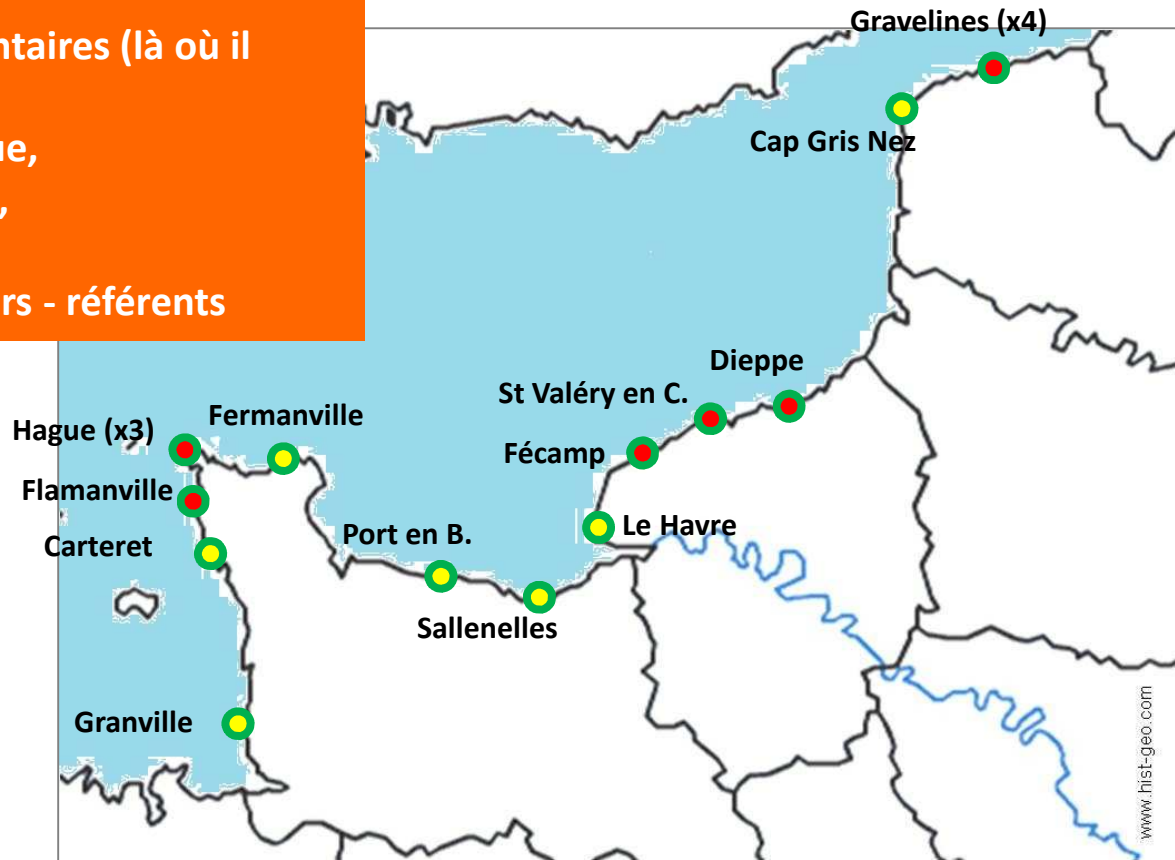 ntaires (là où il
ue,
,
rs - référents
Gravelines (x4)
Cap Gris Nez
Dieppe
St Valéry en C.
Fécamp
Le Havre
Hague (x3)
Fermanville
Flamanville
Carteret
Port en B.
Sallenelles
Granville
www.hist-geo.com